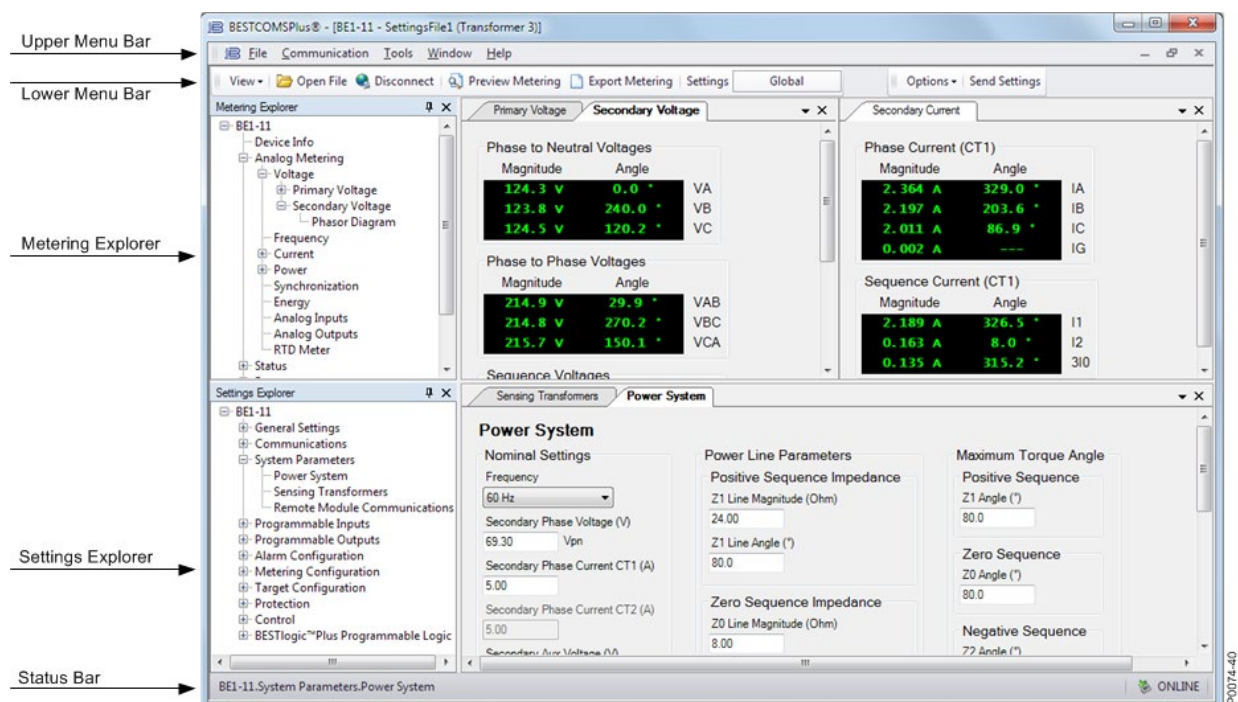 Upper Menu Bar
Lower Menu Bar
Metering Explorer
Settings Explorer
Status Bar
BESTCOMSPlus® - [BE1-11 - SettingsFile1 (Transformer 3)]
File Communication Tools Window Help
View Open File Disconnect Preview Metering Export Metering Settings Global Options Send Settings
Metering Explorer
BE1-11
Device Info
Analog Metering
Voltage
Primary Voltage
Secondary Voltage
Phasor Diagram
Frequency
Current
Power
Synchronization
Energy
Analog Inputs
Analog Outputs
RTD Meter
Status
Primary Voltage Secondary Voltage
Phase to Neutral Voltages
Magnitude Angle
124.3 V 0.0 ° VA
123.8 V 240.0 ° VB
124.5 V 120.2 ° VC
Phase to Phase Voltages
Magnitude Angle
214.9 V 29.9 ° VAB
214.8 V 270.2 ° VBC
215.7 V 150.1 ° VCA
Sequence Voltages
Secondary Current
Phase Current (CT1)
Magnitude Angle
2.364 A 329.0 ° IA
2.197 A 203.6 ° IB
2.011 A 86.9 ° IC
0.002 A --- IG
Sequence Current (CT1)
Magnitude Angle
2.189 A 326.5 ° I1
0.163 A 8.0 ° I2
0.135 A 315.2 ° 3I0
Settings Explorer
BE1-11
General Settings
Communications
System Parameters
Power System
Sensing Transformers
Remote Module Communications
Programmable Inputs
Programmable Outputs
Alarm Configuration
Metering Configuration
Target Configuration
Protection
Control
BESTlogic™Plus Programmable Logic
Sensing Transformers Power System
Power System
Nominal Settings
Frequency
60 Hz
Secondary Phase Voltage (V)
69.30 Vpn
Secondary Phase Current CT1 (A)
5.00
Secondary Phase Current CT2 (A)
5.00
Secondary Aux Voltage (V)
Power Line Parameters
Positive Sequence Impedance
Z1 Line Magnitude (Ohm)
24.00
Z1 Line Angle (°)
80.0
Zero Sequence Impedance
Z0 Line Magnitude (Ohm)
8.00
Maximum Torque Angle
Positive Sequence
Z1 Angle (°)
80.0
Zero Sequence
Z0 Angle (°)
80.0
Negative Sequence
Z2 Angle (°)
BE1-11.System Parameters.Power System
ONLINE
P0074-40